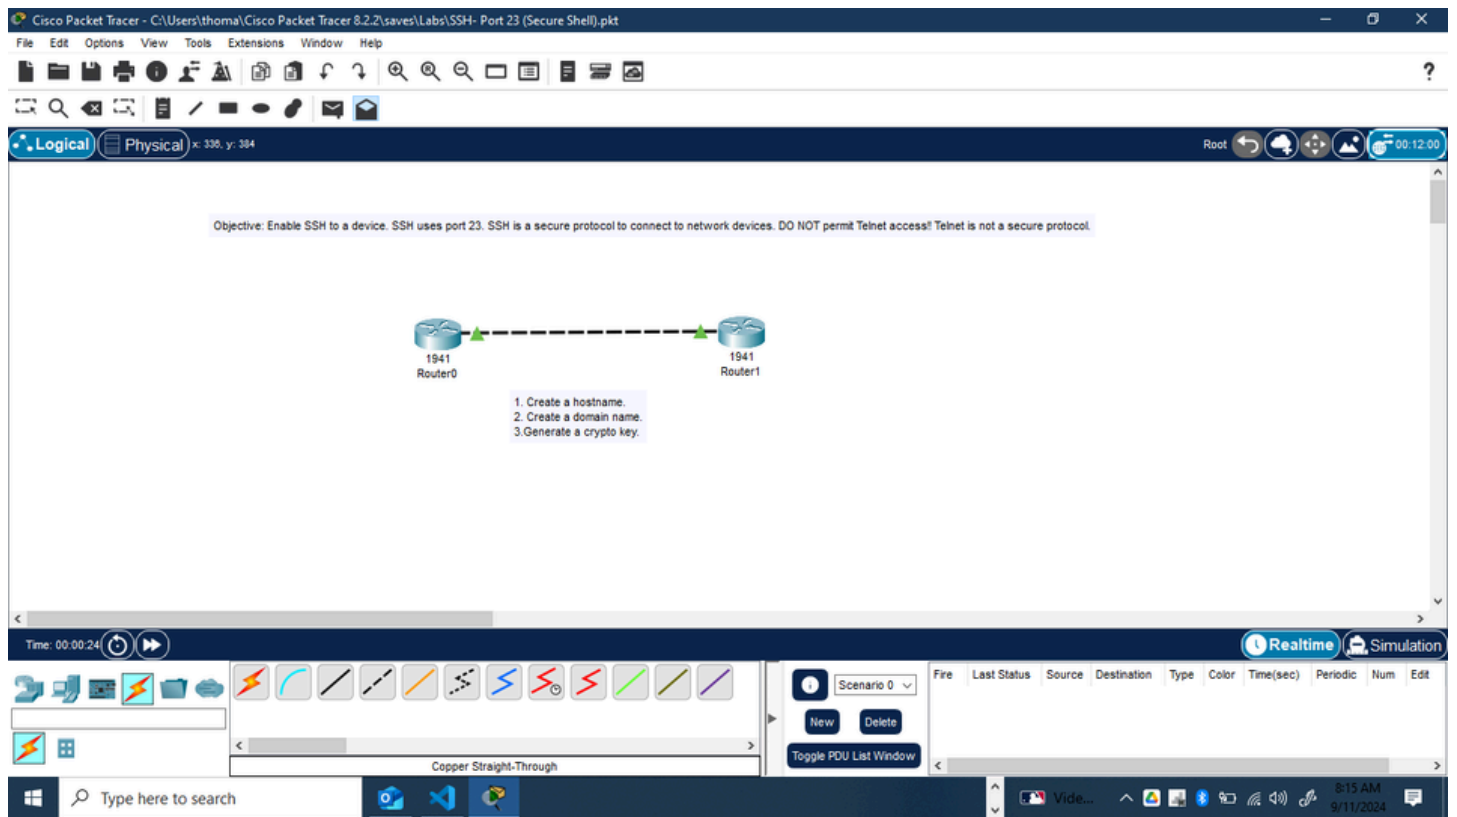 Cisco Packet Tracer - C:\Users\thoma\Cisco Packet Tracer 8.2.2\saves\Labs\SSH- Port 23 (Secure Shell).pkt
File Edit Options View Tools Extensions Window Help
?
Logical Physical x: 336, y: 384 Root 00:12:00
Objective: Enable SSH to a device. SSH uses port 23. SSH is a secure protocol to connect to network devices. DO NOT permit Telnet access!! Telnet is not a secure protocol.
1941
Router0
1941
Router1
1. Create a hostname.
2. Create a domain name.
3.Generate a crypto key.
Time: 00:00:24 Realtime Simulation
Scenario 0
New Delete
Toggle PDU List Window
Fire Last Status Source Destination Type Color Time(sec) Periodic Num Edit
Copper Straight-Through
Type here to search
Vide...
8:15 AM
9/11/2024